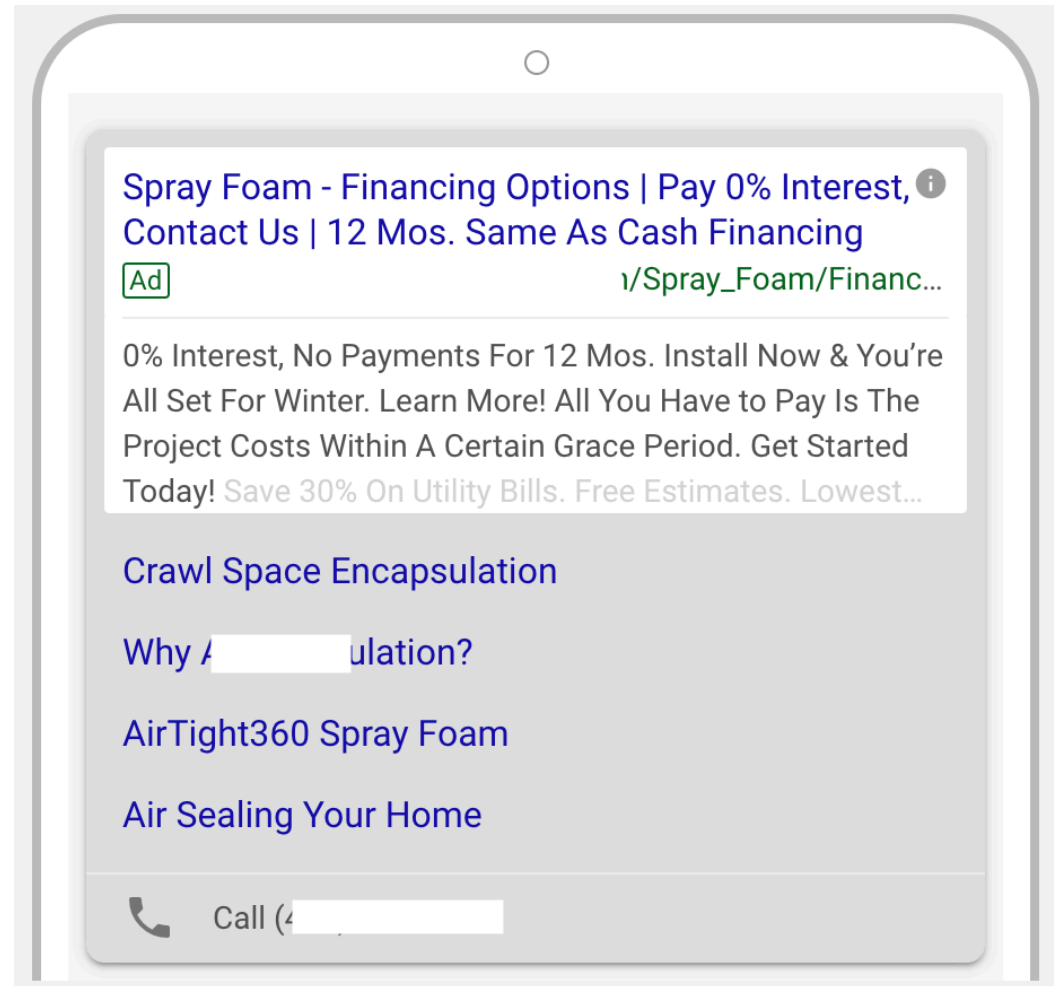 Spray Foam - Financing Options | Pay 0% Interest,
Contact Us | 12 Mos. Same As Cash Financing
Ad
/Spray_Foam/Financ...
0% Interest, No Payments For 12 Mos. Install Now & You’re
All Set For Winter. Learn More! All You Have to Pay Is The
Project Costs Within A Certain Grace Period. Get Started
Today! Save 30% On Utility Bills. Free Estimates. Lowest...
Crawl Space Encapsulation
Why ulation?
AirTight360 Spray Foam
Air Sealing Your Home
Call (4